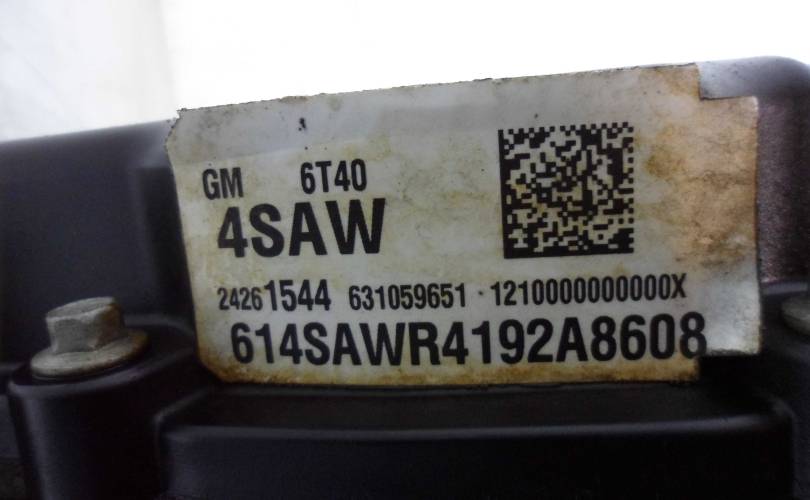 GM 6T40
4SAW
24261544 631059651 · 1210000000000X
614SAWR4192A8608